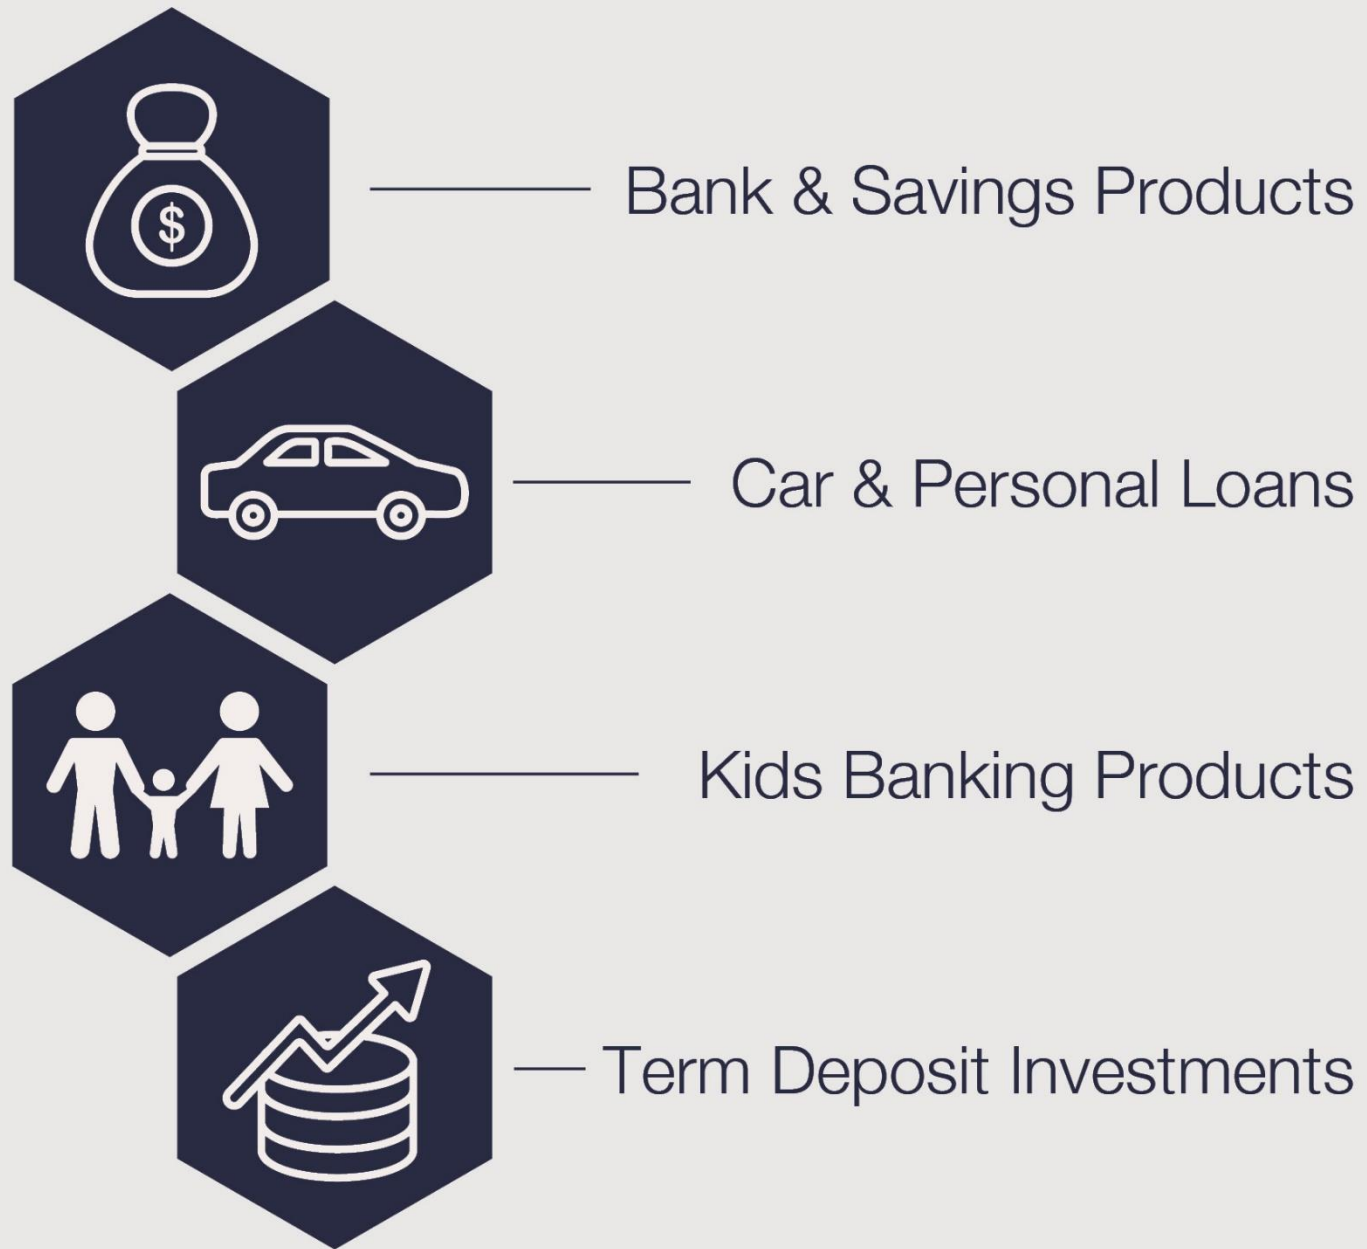 $
Bank & Savings Products
Car & Personal Loans
Kids Banking Products
Term Deposit Investments